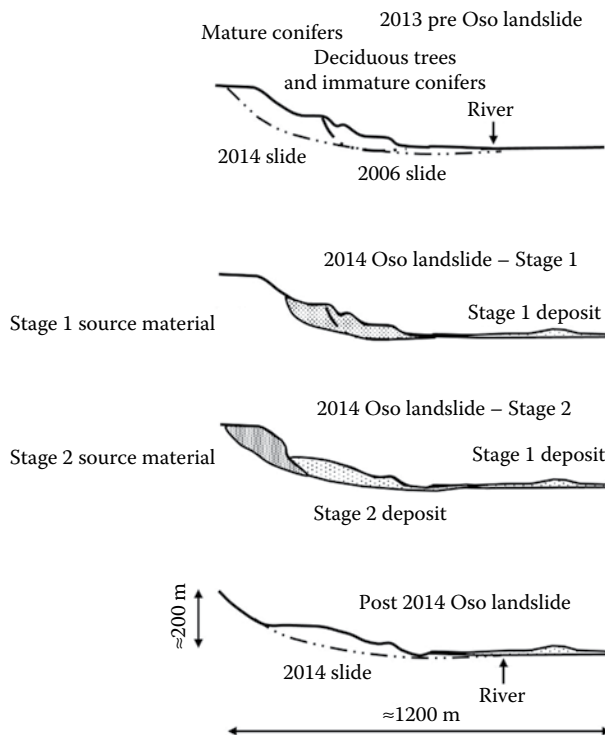 2013 pre Oso landslide
Mature conifers
Deciduous trees
and immature conifers
River
2014 slide
2006 slide
2014 Oso landslide – Stage 1
Stage 1 source material
Stage 1 deposit
2014 Oso landslide – Stage 2
Stage 2 source material
Stage 1 deposit
Stage 2 deposit
≈200 m
Post 2014 Oso landslide
2014 slide
River
≈1200 m